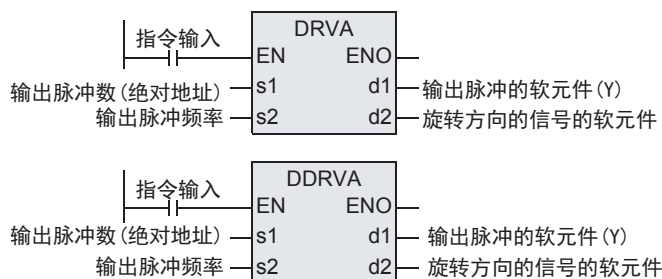 DRVA
指令输入
EN ENO
输出脉冲数(绝对地址) s1 d1 输出脉冲的软元件(Y)
输出脉冲频率 s2 d2 旋转方向的信号的软元件
DDRVA
指令输入
EN ENO
输出脉冲数(绝对地址) s1 d1 输出脉冲的软元件(Y)
输出脉冲频率 s2 d2 旋转方向的信号的软元件